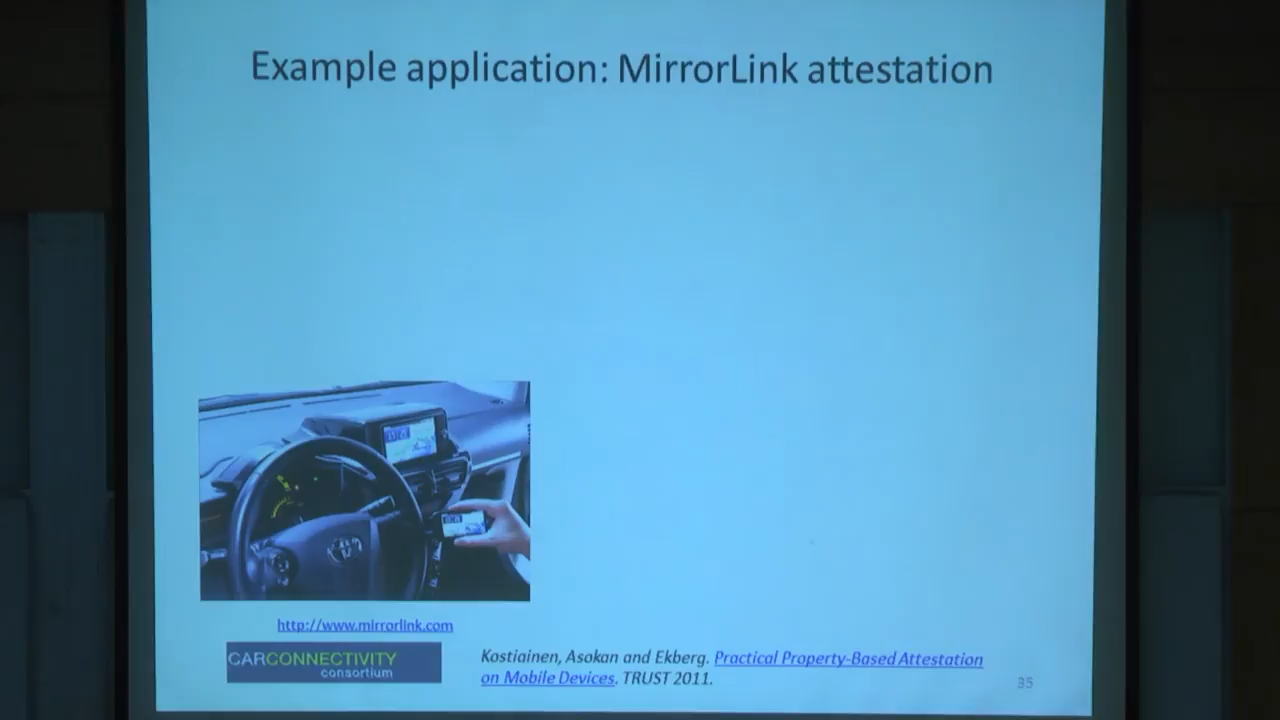 Example application: MirrorLink attestation
http://www.mirrorlink.com
CARCONNECTIVITY
consortium
Kostiainen, Asokan and Ekberg. Practical Property-Based Attestation
on Mobile Devices. TRUST 2011.
35